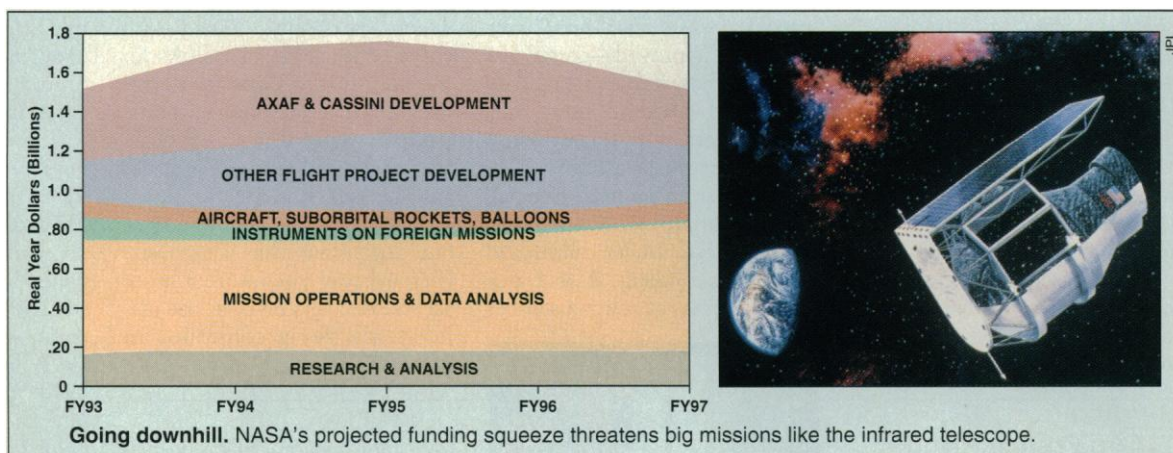 1.8
1.6
1.4
1.2
1.0
.80
.60
.40
.20
0
Real Year Dollars (Billions)
AXAF & CASSINI DEVELOPMENT
OTHER FLIGHT PROJECT DEVELOPMENT
AIRCRAFT, SUBORBITAL ROCKETS, BALLOONS
INSTRUMENTS ON FOREIGN MISSIONS
MISSION OPERATIONS & DATA ANALYSIS
RESEARCH & ANALYSIS
FY93 FY94 FY95 FY96 FY97
JPL
Going downhill. NASA's projected funding squeeze threatens big missions like the infrared telescope.